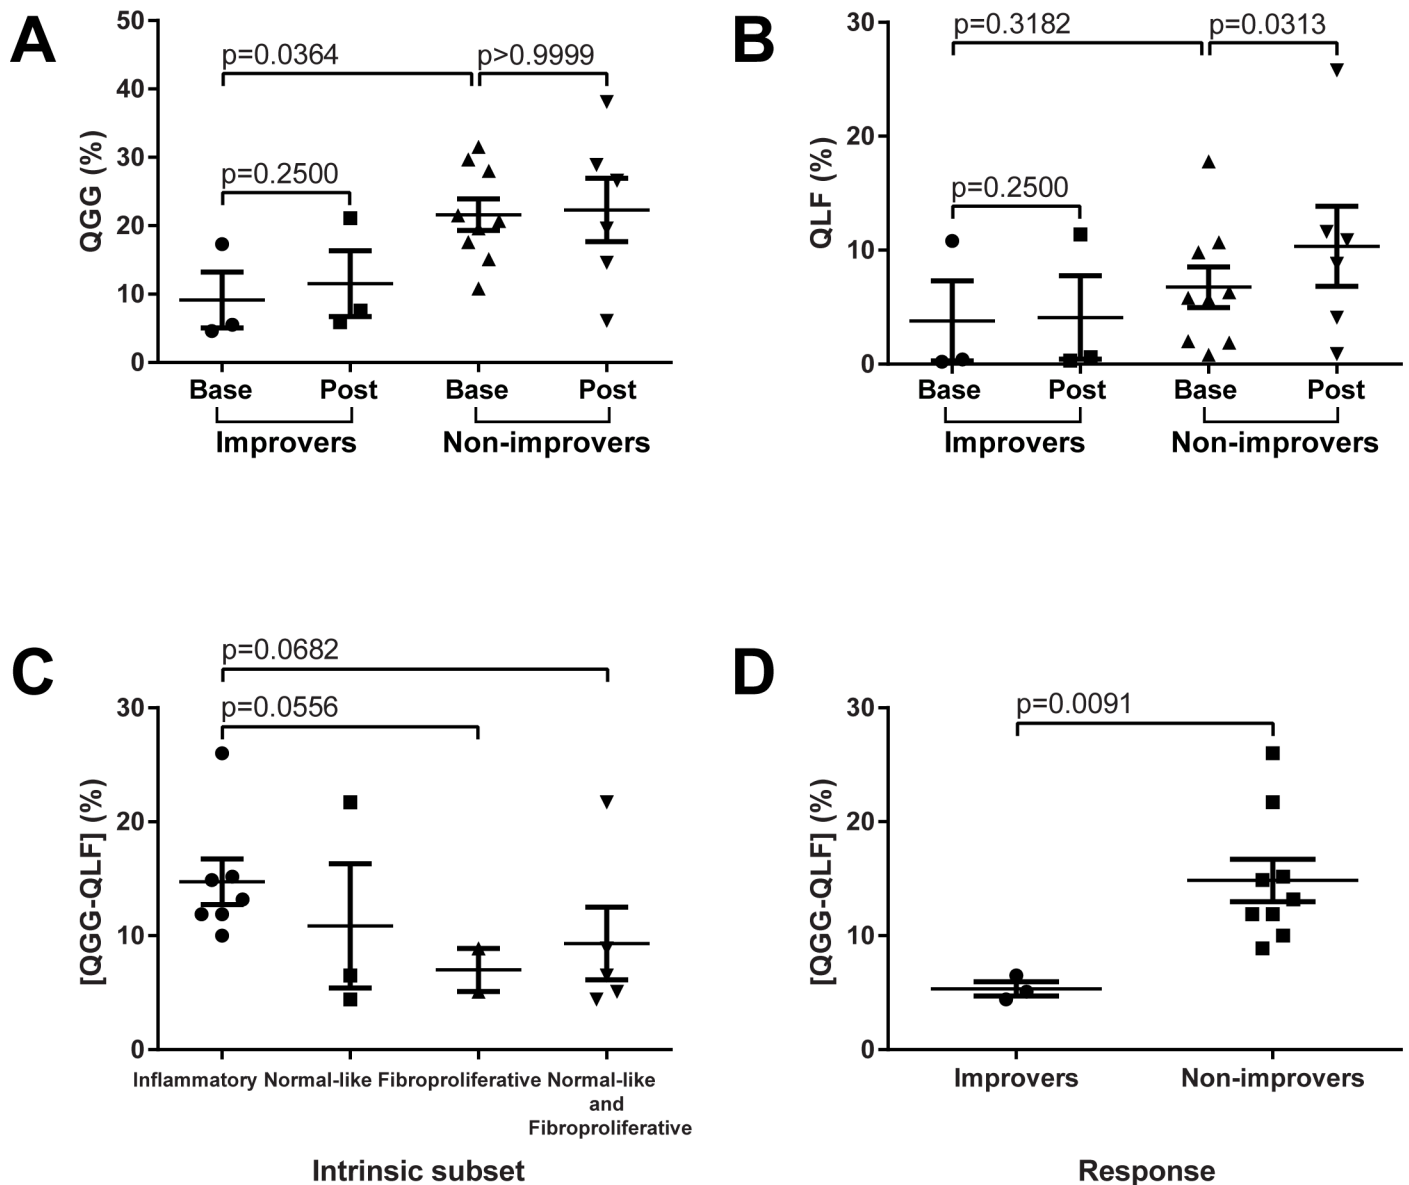 A
QGG (%)
50
40
30
20
10
0
p=0.0364
p>0.9999
p=0.2500
Base
Post
Base
Post
Improvers
Non-improvers
B
QLF (%)
30
20
10
0
p=0.3182
p=0.0313
p=0.2500
Base
Post
Base
Post
Improvers
Non-improvers
C
[QGG-QLF] (%)
30
20
10
0
p=0.0682
p=0.0556
Inflammatory
Normal-like
Fibroproliferative
Normal-like
and
Fibroproliferative
Intrinsic subset
D
[QGG-QLF] (%)
30
20
10
0
p=0.0091
Improvers
Non-improvers
Response